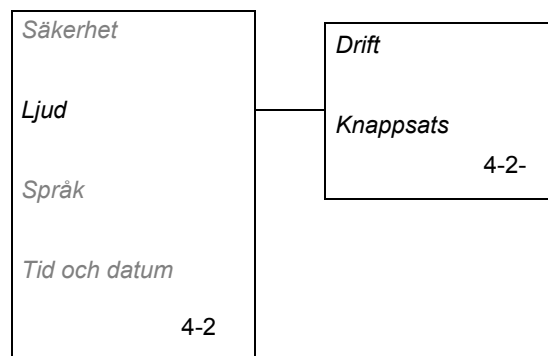 Säkerhet
Ljud
Språk
Tid och datum
4-2
Drift
Knappsats
4-2-